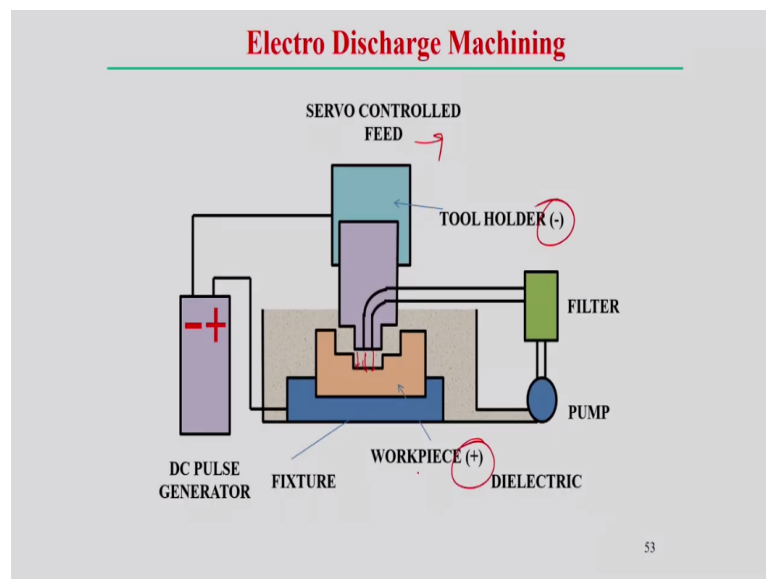 Electro Discharge Machining
SERVO CONTROLLED
FEED
TOOL HOLDER (-)
-+
FILTER
PUMP
WORKPIECE (+)
DC PULSE
GENERATOR
FIXTURE
DIELECTRIC
53